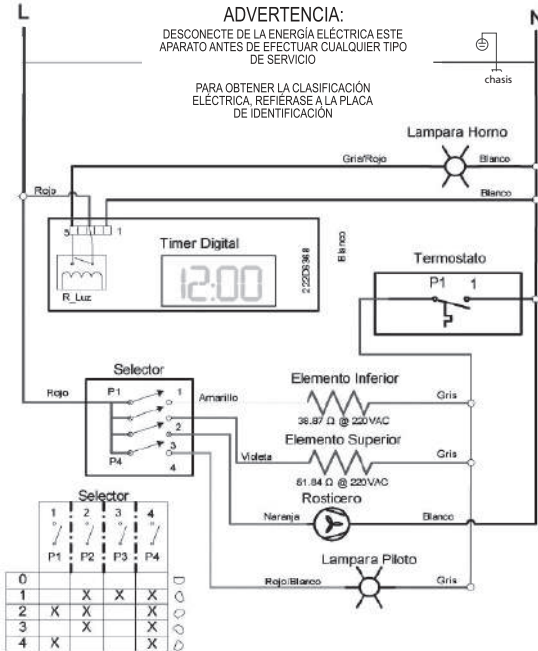 L
N
ADVERTENCIA:
DESCONECTE DE LA ENERGÍA ELÉCTRICA ESTE
APARATO ANTES DE EFECTUAR CUALQUIER TIPO
DE SERVICIO
chasis
PARA OBTENER LA CLASIFICACIÓN
ELÉCTRICA, REFIÉRASE A LA PLACA
DE IDENTIFICACIÓN
Lampara Horno
Gris/Rojo
Blanco
Rojo
Blanco
5 1
Timer Digital
12:00
R_Luz
Blanco
Termostato
P1 1
Selector
Rojo
P1 1
2
3
P4 4
Amarillo
Elemento Inferior
Gris
38.87 Ω @ 220VAC
Elemento Superior
Violeta
Gris
51.84 Ω @ 220VAC
Rosticero
Naranja
Blanco
Lampara Piloto
Rojo/Blanco
Gris
Selector
1 2 3 4
P1 P2 P3 P4
0
1 X X X
2 X X X
3 X X
4 X X